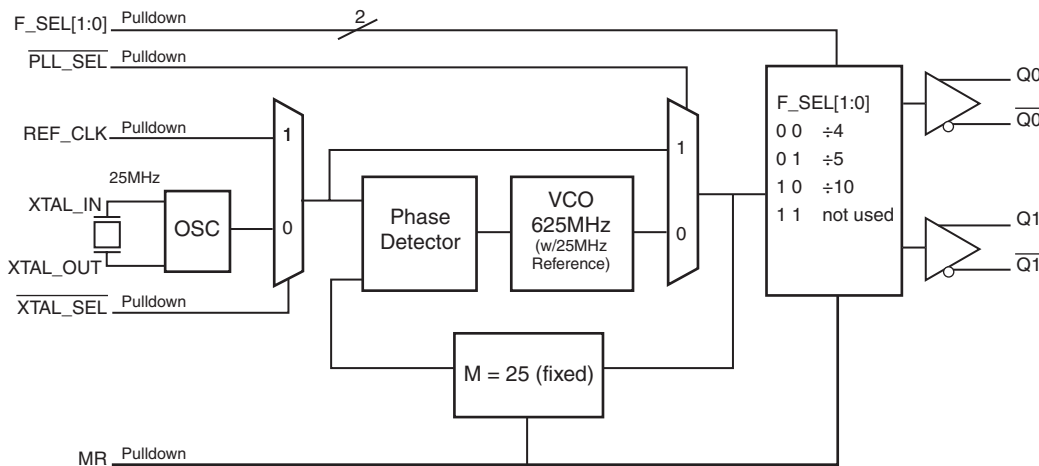 F_SEL[1:0] Pulldown 2
PLL_SEL Pulldown
REF_CLK Pulldown
1
1
25MHz
XTAL_IN
OSC
XTAL_OUT
0
XTAL_SEL Pulldown
Phase
Detector
VCO
625MHz
(w/25MHz
Reference)
0
F_SEL[1:0]
0 0 ÷4
0 1 ÷5
1 0 ÷10
1 1 not used
Q0
Q0
Q1
Q1
M = 25 (fixed)
MR Pulldown